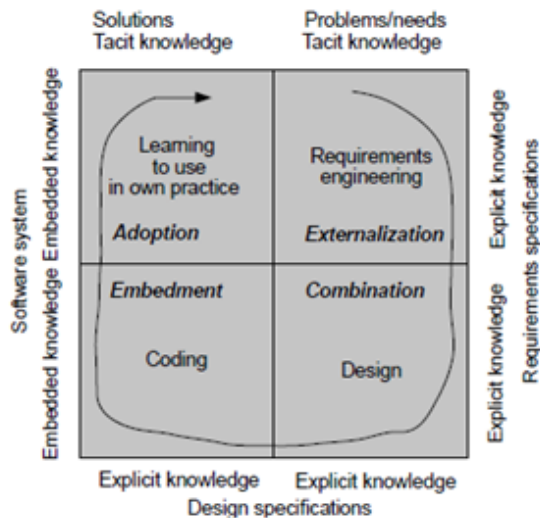 Solutions
Tacit knowledge
Problems/needs
Tacit knowledge
Software system
Embedded knowledge
Embedded knowledge
Learning
to use
in own practice
Adoption
Requirements
engineering
Externalization
Explicit knowledge
Explicit knowledge
Requirements specifications
Embedment
Coding
Combination
Design
Explicit knowledge
Explicit knowledge
Design specifications